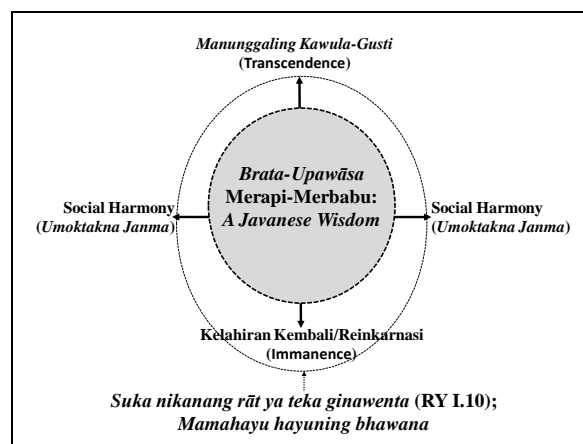 Manunggaling Kawula-Gusti
(Transcendence)
Brata-Upawāsa
Merapi-Merbabu:
A Javanese Wisdom
Social Harmony
(Umoktakna Janma)
Social Harmony
(Umoktakna Janma)
Kelahiran Kembali/Reinkarnasi
(Immanence)
Suka nikanang rāt ya teka ginawenta (RY I.10);
Mamahayu hayuning bhawana